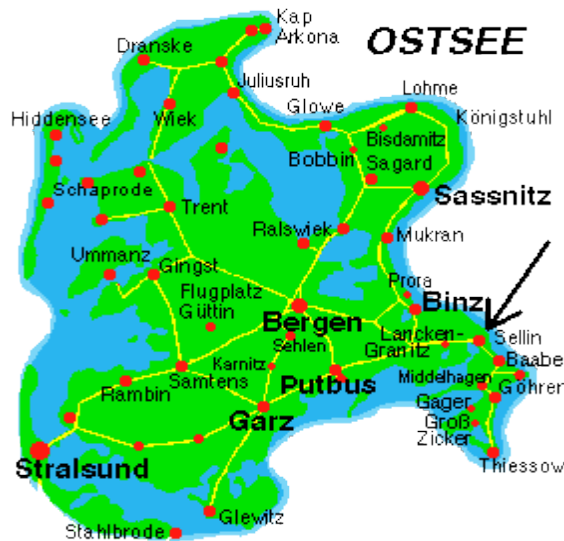 Kap
Arkona
OSTSEE
Dranske
Juliusruh
Lohme
Glowe
Königstuhl
Hiddensee
Wiek
Bisdamitz
Bobbin
Sagard
Schaprode
Sassnitz
Trent
Ralswiek
Mukran
Ummanz
Gingst
Prora
Flugplatz
Güttin
Binz
Bergen
Lancken-
Granitz
Sellin
Sehlen
Baabe
Karnitz
Putbus
Middelhagen
Göhren
Samtens
Rambin
Garz
Gager
Groß
Zicker
Stralsund
Thiessow
Glewitz
Stahlbrode